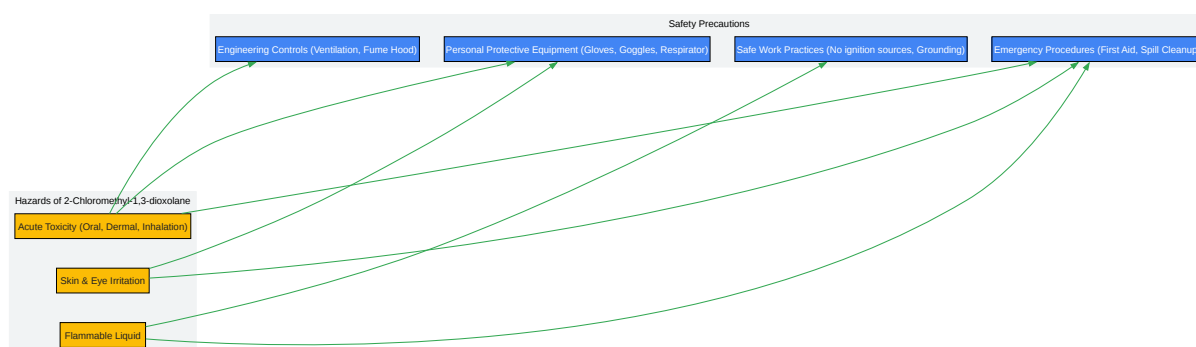 Safety Precautions
Engineering Controls (Ventilation, Fume Hood)
Personal Protective Equipment (Gloves, Goggles, Respirator)
Safe Work Practices (No ignition sources, Grounding)
Emergency Procedures (First Aid, Spill Cleanup
Hazards of 2-Chloromethyl-1,3-dioxolane
Acute Toxicity (Oral, Dermal, Inhalation)
Skin & Eye Irritation
Flammable Liquid